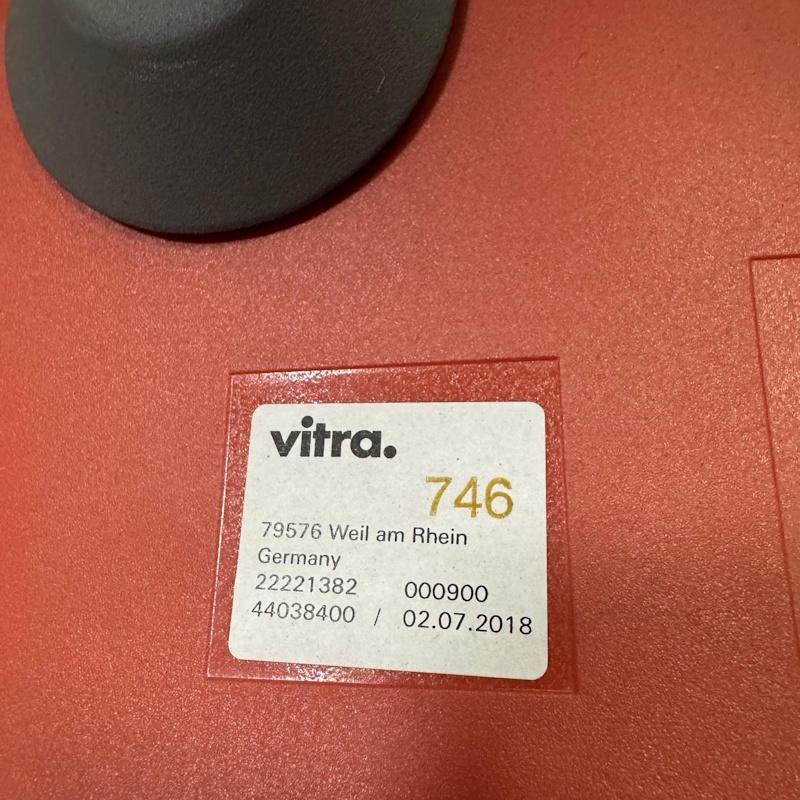 vitra.
746
79576 Weil am Rhein
Germany
22221382 000900
44038400 / 02.07.2018